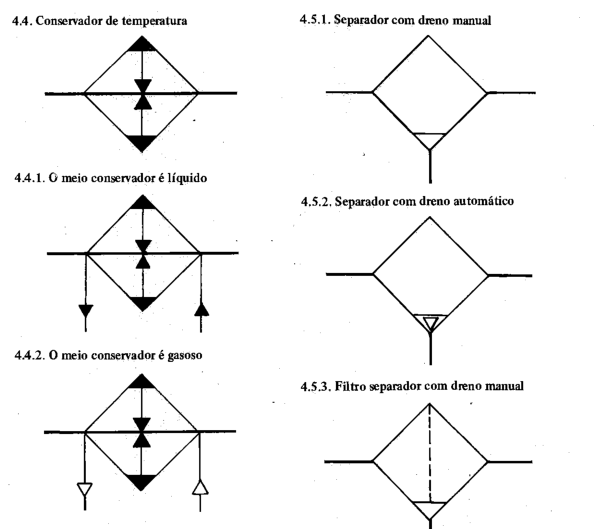 4.4. Conservador de temperatura
4.4.1. O meio conservador é líquido
4.4.2. O meio conservador é gasoso
4.5.1. Separador com dreno manual
4.5.2. Separador com dreno automático
4.5.3. Filtro separador com dreno manual